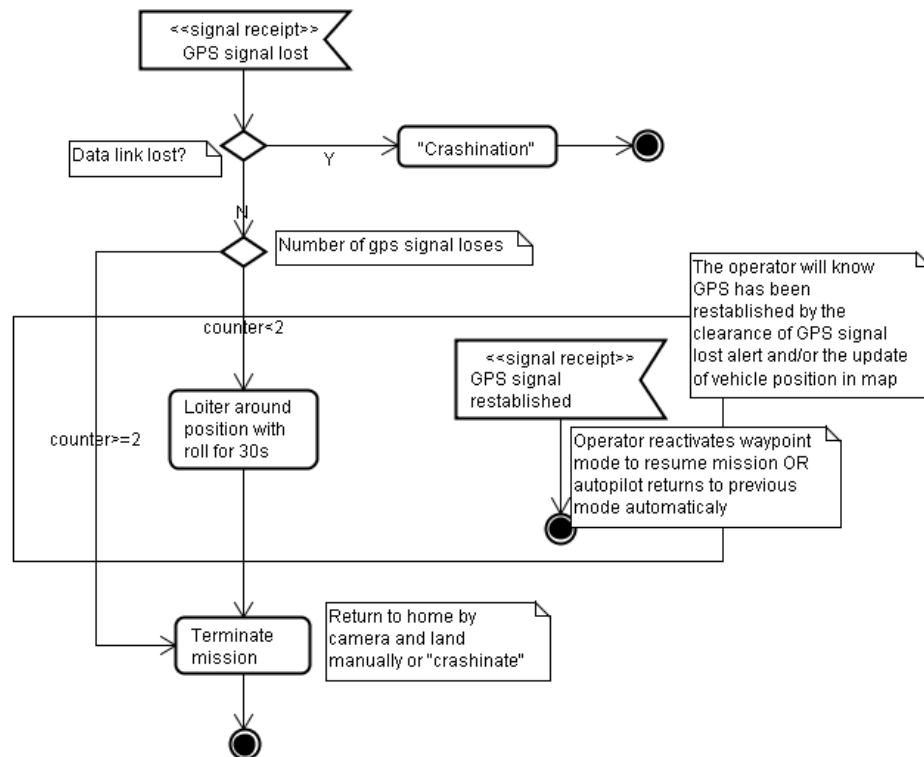 <<signal receipt>>
GPS signal lost
Data link lost?
Y
"Crashination"
N
Number of gps signal loses
The operator will know
GPS has been
restablished by the
clearance of GPS signal
lost alert and/or the update
of vehicle position in map
counter<2
<<signal receipt>>
GPS signal
restablished
Loiter around
position with
roll for 30s
counter>=2
Operator reactivates waypoint
mode to resume mission OR
autopilot returns to previous
mode automaticaly
Terminate
mission
Return to home by
camera and land
manually or "crashinate"